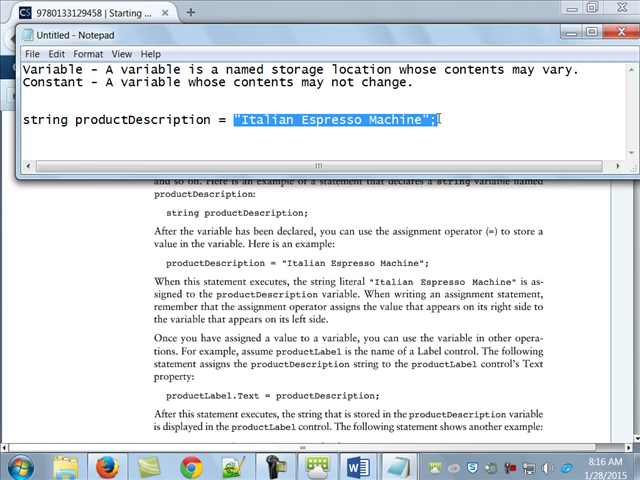 9780133129458 | Starting ...
Untitled - Notepad
File Edit Format View Help
Variable - A variable is a named storage location whose contents may vary.
Constant - A variable whose contents may not change.
string productDescription = "Italian Espresso Machine";
and so on. Here is an example of a statement that declares a string variable named
productDescription:
string productDescription;
After the variable has been declared, you can use the assignment operator (=) to store a
value in the variable. Here is an example:
productDescription = "Italian Espresso Machine";
When this statement executes, the string literal "Italian Espresso Machine" is as-
signed to the productDescription variable. When writing an assignment statement,
remember that the assignment operator assigns the value that appears on its right side to
the variable that appears on its left side.
Once you have assigned a value to a variable, you can use the variable in other opera-
tions. For example, assume productLabel is the name of a Label control. The following
statement assigns the productDescription string to the productLabel control's Text
property:
productLabel.Text = productDescription;
After this statement executes, the string that is stored in the productDescription variable
is displayed in the productLabel control. The following statement shows another example:
8:16 AM
1/28/2015